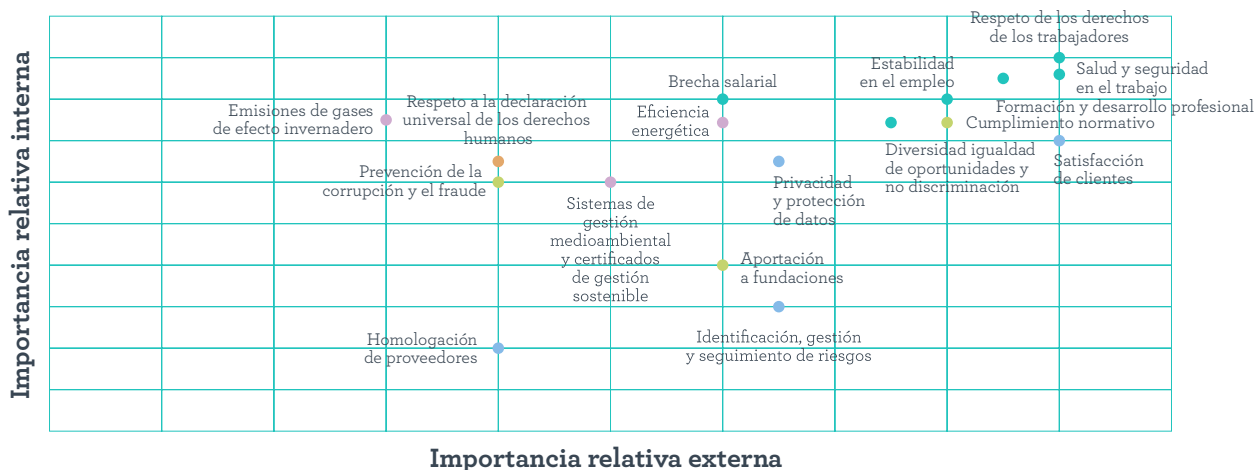 Importancia relativa interna
Respeto de los derechos
de los trabajadores
Estabilidad
en el empleo
Salud y seguridad
en el trabajo
Brecha salarial
Formación y desarrollo profesional
Emisiones de gases
de efecto invernadero
Respeto a la declaración
universal de los derechos
humanos
Eficiencia
energética
Cumplimiento normativo
Diversidad igualdad
de oportunidades y
no discriminación
Satisfacción
de clientes
Prevención de la
corrupción y el fraude
Privacidad
y protección
de datos
Sistemas de
gestión
medioambiental
y certificados
de gestión
sostenible
Aportación
a fundaciones
Homologación
de proveedores
Identificación, gestión
y seguimiento de riesgos
Importancia relativa externa